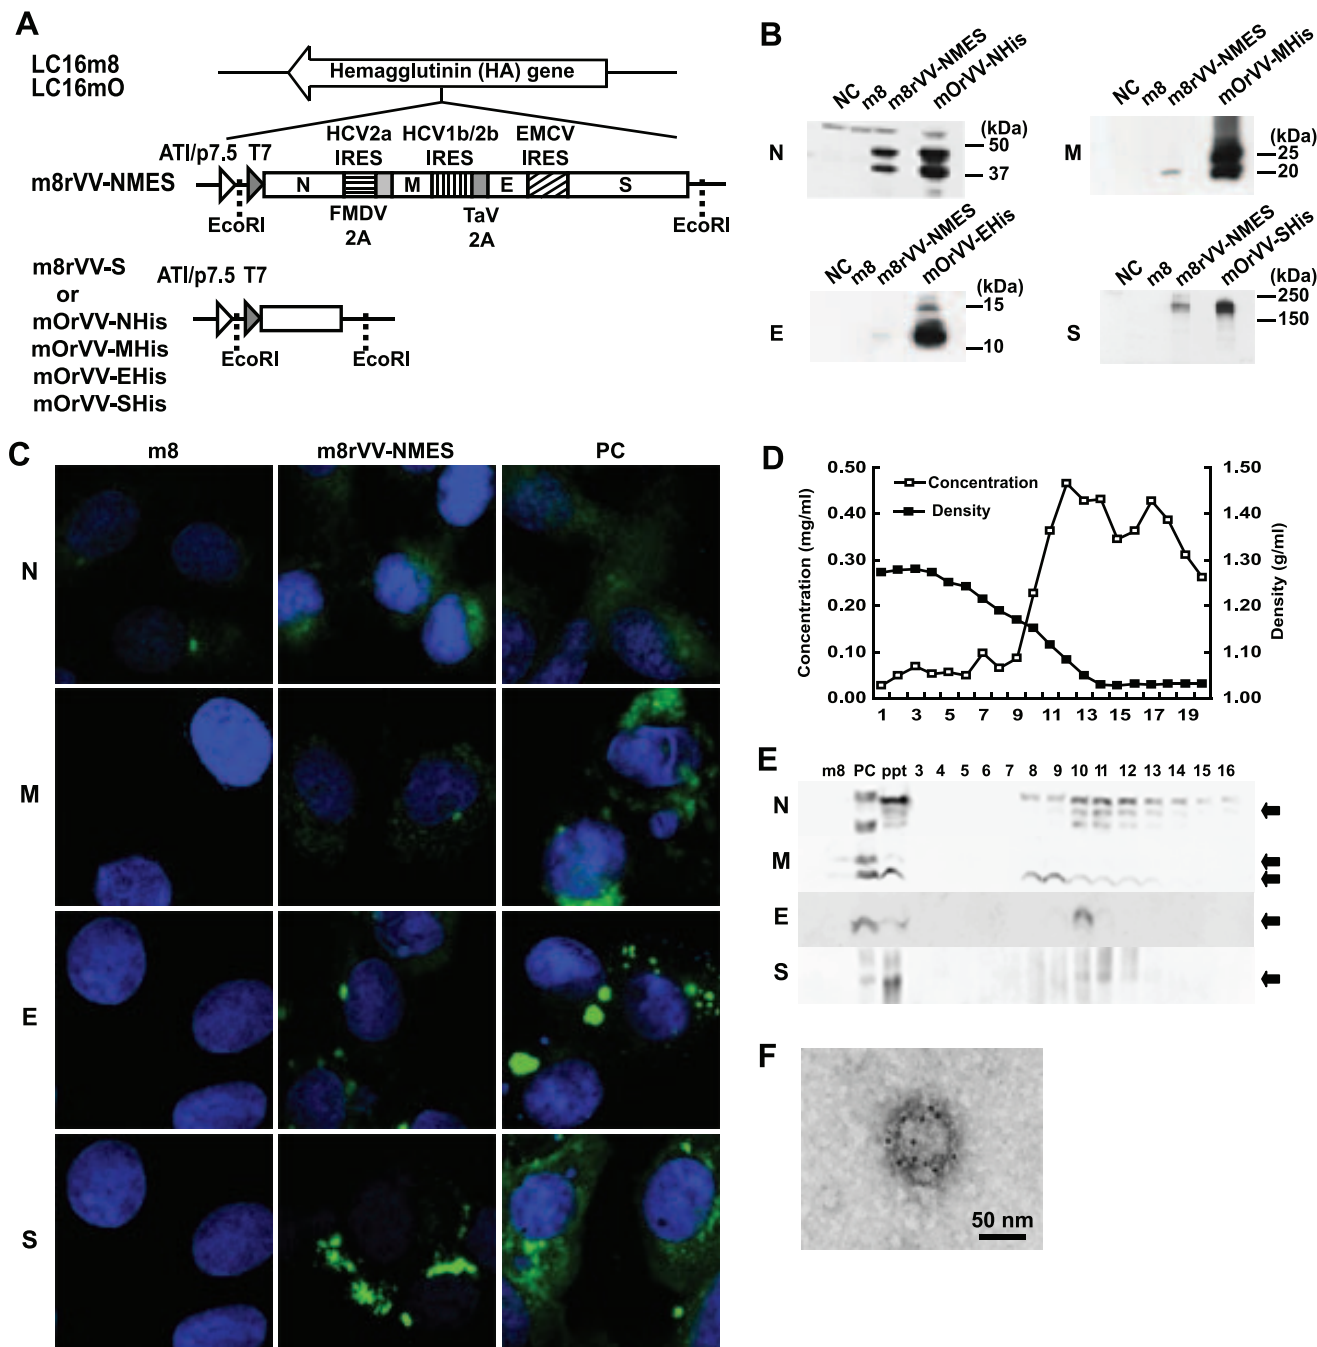 A
LC16m8
LC16mO
Hemagglutinin (HA) gene
HCV2a HCV1b/2b EMCV
ATI/p7.5 T7 IRES IRES IRES
m8rVV-NMES
N M E S
EcoRI FMDV TaV EcoRI
2A 2A
m8rVV-S
or
mOrVV-NHis
mOrVV-MHis
mOrVV-EHis
mOrVV-SHis
ATI/p7.5 T7
EcoRI EcoRI
B
NC m8 m8rVV-NMES mOrVV-NHis
(kDa)
N
50
37
NC m8 m8rVV-NMES mOrVV-MHis
(kDa)
M
25
20
NC m8 m8rVV-NMES mOrVV-EHis
(kDa)
E
15
10
NC m8 m8rVV-NMES mOrVV-SHis
(kDa)
S
250
150
C
m8 m8rVV-NMES PC
N
M
E
S
D
0.50 1.50
Concentration
0.40 1.40
Density
0.30 1.30
0.20 1.20
0.10 1.10
0.00 1.00
Concentration (mg/ml)
Density (g/ml)
1 3 5 7 9 11 13 15 17 19
E
m8 PC ppt 3 4 5 6 7 8 9 10 11 12 13 14 15 16
N
M
E
S
F
50 nm